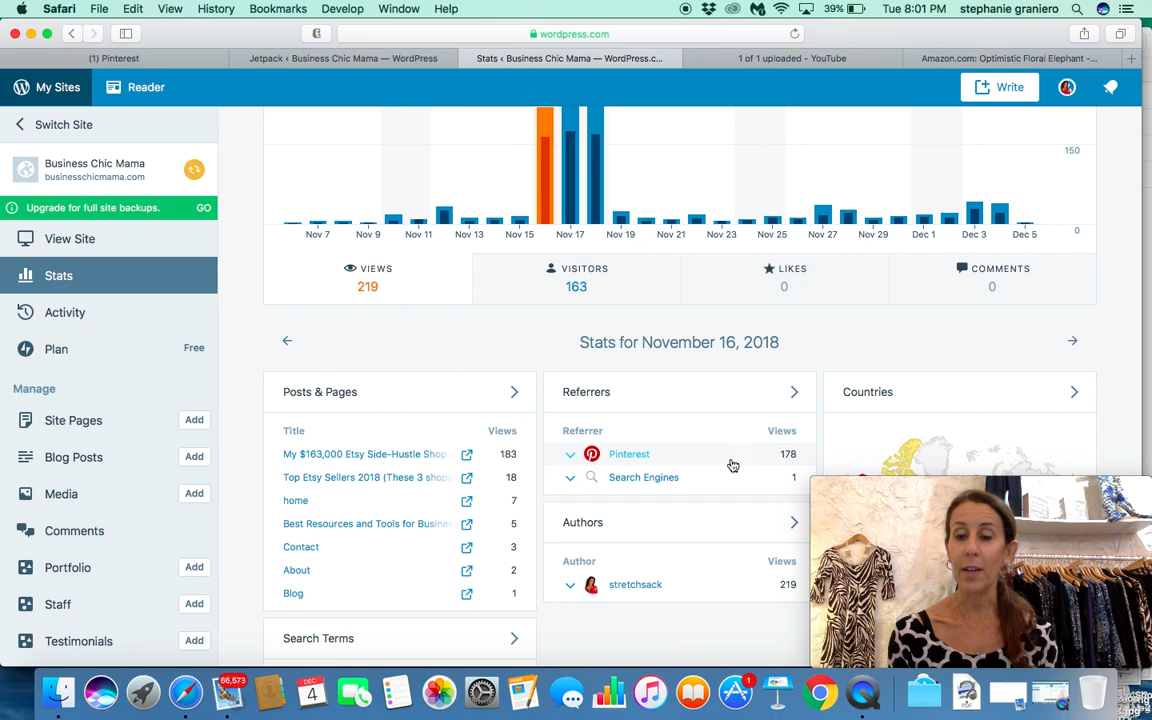 Safari File Edit View History Bookmarks Develop Window Help 39% Tue 8:01 PM stephanie graniero
wordpress.com
(1) Pinterest Jetpack ‹ Business Chic Mama — WordPress Stats ‹ Business Chic Mama — WordPress.c... 1 of 1 uploaded - YouTube Amazon.com: Optimistic Floral Elephant -...
My Sites Reader Write
Switch Site
Business Chic Mama
businesschicmama.com
Upgrade for full site backups. GO
View Site
Stats
Activity
Plan Free
Manage
Site Pages Add
Blog Posts Add
Media Add
Comments
Portfolio Add
Staff Add
Testimonials Add
150
0
Nov 7 Nov 9 Nov 11 Nov 13 Nov 15 Nov 17 Nov 19 Nov 21 Nov 23 Nov 25 Nov 27 Nov 29 Dec 1 Dec 3 Dec 5
VIEWS VISITORS LIKES COMMENTS
219 163 0 0
Stats for November 16, 2018
Posts & Pages
Title Views
My $163,000 Etsy Side-Hustle Shop 183
Top Etsy Sellers 2018 (These 3 shops 18
home 7
Best Resources and Tools for Busines 5
Contact 3
About 2
Blog 1
Search Terms
Referrers
Referrer Views
Pinterest 178
Search Engines 1
Authors
Author Views
stretchsack 219
Countries
66,573
DEC
4
1
PDF